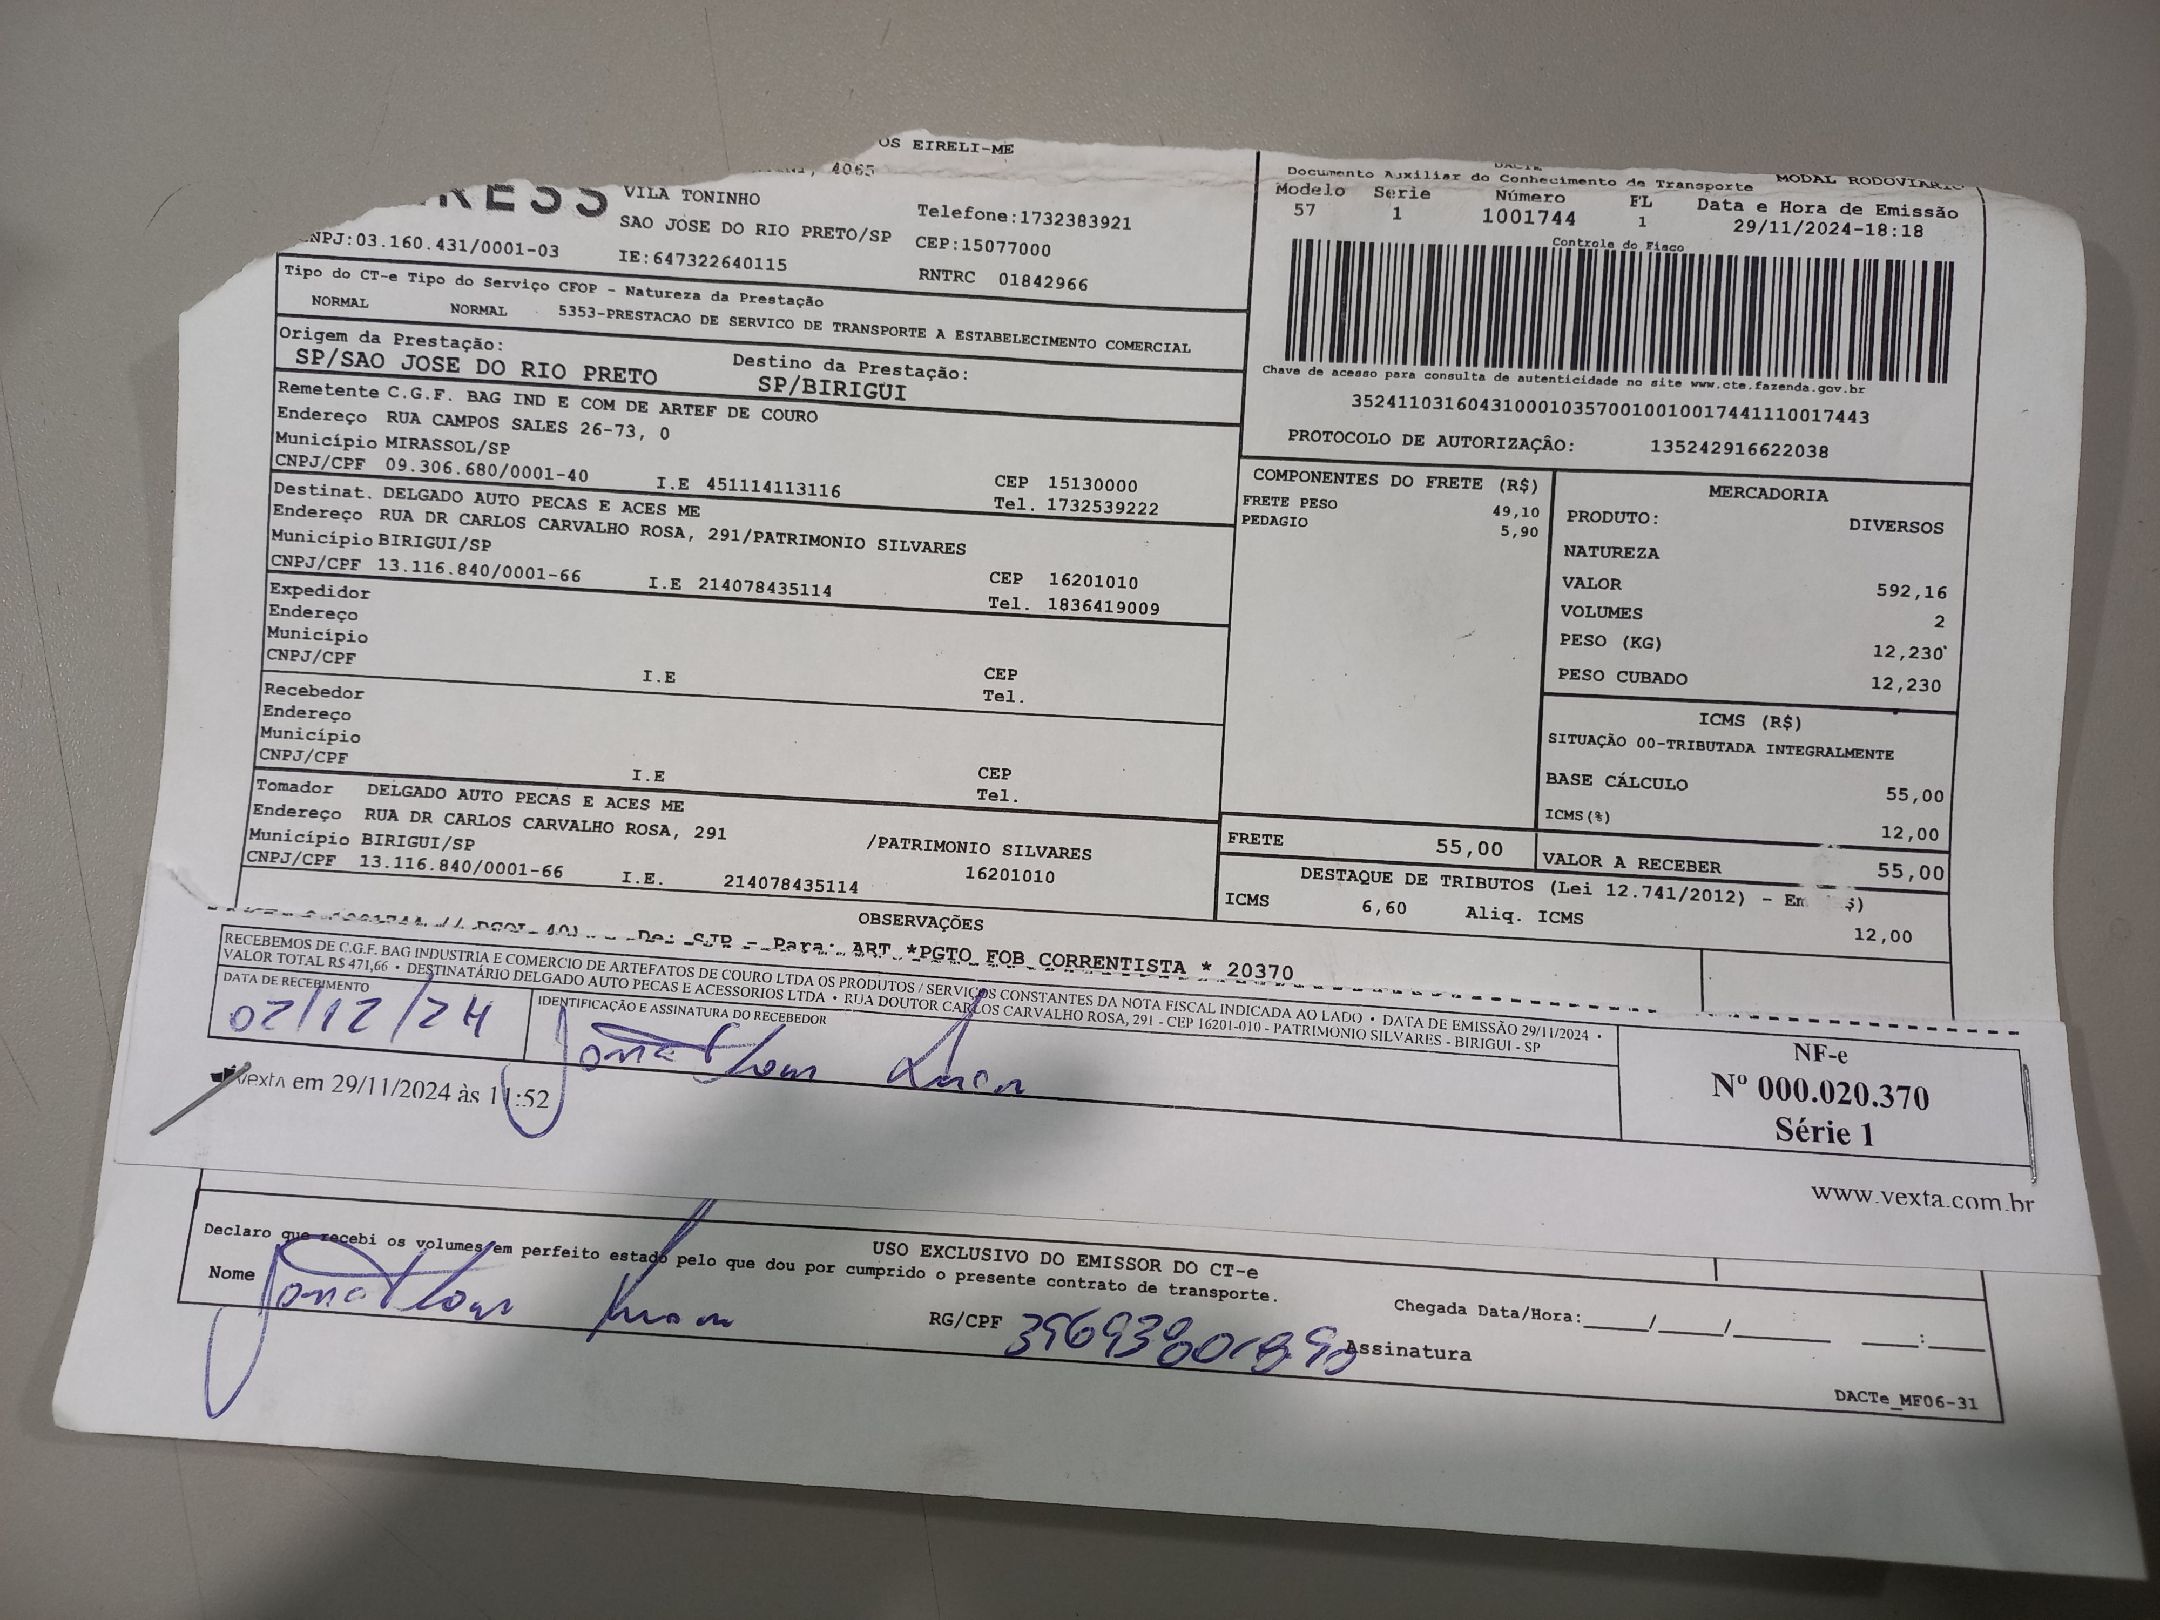 OS EIRELI-ME
, 4065
RESS VILA TONINHO
SAO JOSE DO RIO PRETO/SP
Telefone:1732383921
CEP:15077000
CNPJ:03.160.431/0001-03 IE:647322640115 RNTRC 01842966
Tipo do CT-e Tipo do Serviço CFOP - Natureza da Prestação
NORMAL NORMAL 5353-PRESTACAO DE SERVICO DE TRANSPORTE A ESTABELECIMENTO COMERCIAL
Origem da Prestação: Destino da Prestação:
SP/SAO JOSE DO RIO PRETO SP/BIRIGUI
DACTE
Documento Auxiliar do Conhecimento de Transporte MODAL RODOVIARIO
Modelo Serie Número FL Data e Hora de Emissão
57 1 1001744 1 29/11/2024-18:18
Controle do Fisco
Chave de acesso para consulta de autenticidade no site www.cte.fazenda.gov.br
35241103160431000103570010010017441110017443
PROTOCOLO DE AUTORIZAÇÃO: 135242916622038
Remetente C.G.F. BAG IND E COM DE ARTEF DE COURO
Endereço RUA CAMPOS SALES 26-73, 0
Município MIRASSOL/SP CEP 15130000
CNPJ/CPF 09.306.680/0001-40 I.E 451114113116 Tel. 1732539222
Destinat. DELGADO AUTO PECAS E ACES ME
Endereço RUA DR CARLOS CARVALHO ROSA, 291/PATRIMONIO SILVARES
Município BIRIGUI/SP CEP 16201010
CNPJ/CPF 13.116.840/0001-66 I.E 214078435114 Tel. 1836419009
Expedidor
Endereço
Município CEP
CNPJ/CPF I.E Tel.
Recebedor
Endereço
Município CEP
CNPJ/CPF I.E Tel.
Tomador DELGADO AUTO PECAS E ACES ME
Endereço RUA DR CARLOS CARVALHO ROSA, 291 /PATRIMONIO SILVARES
Município BIRIGUI/SP 16201010
CNPJ/CPF 13.116.840/0001-66 I.E. 214078435114
COMPONENTES DO FRETE (R$)
FRETE PESO 49,10
PEDAGIO 5,90
MERCADORIA
PRODUTO: DIVERSOS
NATUREZA
VALOR 592,16
VOLUMES 2
PESO (KG) 12,230
PESO CUBADO 12,230
ICMS (R$)
SITUAÇÃO 00-TRIBUTADA INTEGRALMENTE
BASE CÁLCULO 55,00
ICMS(%) 12,00
FRETE 55,00 VALOR A RECEBER 55,00
DESTAQUE DE TRIBUTOS (Lei 12.741/2012) - Em $)
ICMS 6,60 Aliq. ICMS 12,00
OBSERVAÇÕES
De: SJR - Para: ART *PGTO FOB CORRENTISTA * 20370
RECEBEMOS DE C.G.F. BAG INDUSTRIA E COMERCIO DE ARTEFATOS DE COURO LTDA OS PRODUTOS / SERVIÇOS CONSTANTES DA NOTA FISCAL INDICADA AO LADO • DATA DE EMISSÃO 29/11/2024 •
VALOR TOTAL R$ 471,66 • DESTINATÁRIO DELGADO AUTO PECAS E ACESSORIOS LTDA • RUA DOUTOR CARLOS CARVALHO ROSA, 291 - CEP 16201-010 - PATRIMONIO SILVARES - BIRIGUI - SP
DATA DE RECEBIMENTO IDENTIFICAÇÃO E ASSINATURA DO RECEBEDOR
02/12/24
NF-e
Nº 000.020.370
Série 1
vexta em 29/11/2024 às 11:52
www.vexta.com.br
USO EXCLUSIVO DO EMISSOR DO CT-e
Declaro que recebi os volumes em perfeito estado pelo que dou por cumprido o presente contrato de transporte.
Nome RG/CPF Assinatura
Chegada Data/Hora:_____/_____/_______ ____:____
DACTe_MF06-31